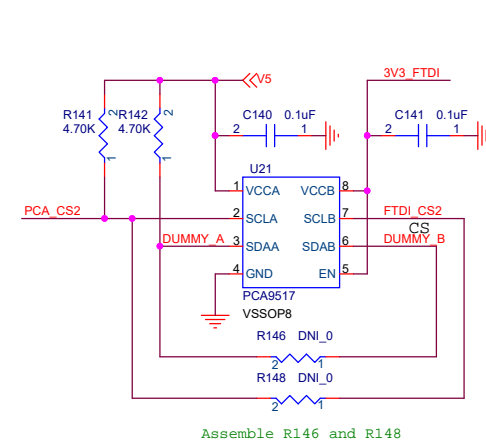 V5
3V3_FTDI
R141
4.70K
2
1
R142
4.70K
2
1
C140 0.1uF
2 1
C141 0.1uF
2 1
U21
1 VCCA VCCB 8
PCA_CS2
2 SCLA SCLB 7
FTDI_CS2
CS
DUMMY_A
3 SDAA SDAB 6
DUMMY_B
4 GND EN 5
PCA9517
VSSOP8
R146 DNI_0
2 1
R148 DNI_0
2 1
Assemble R146 and R148